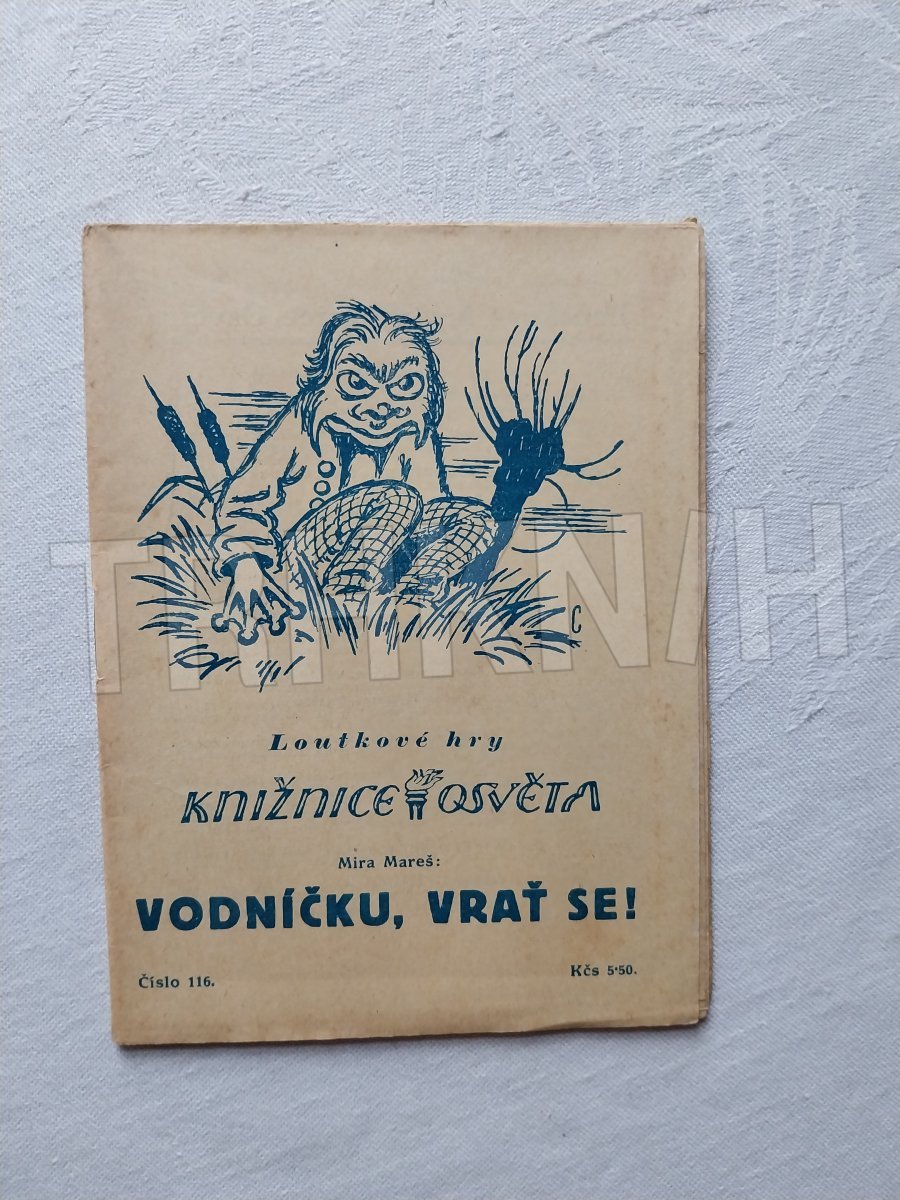 C
Loutkové hry
KNIŽNICE OSVĚTA
Mira Mareš:
VODNÍČKU, VRAŤ SE!
Číslo 116.
Kčs 5·50.